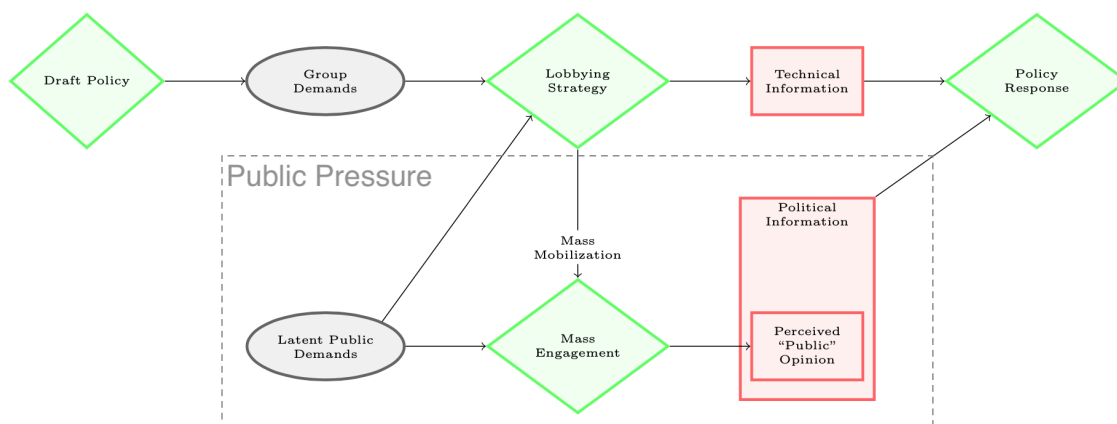 Draft Policy
Group
Demands
Lobbying
Strategy
Technical
Information
Policy
Response
Public Pressure
Mass
Mobilization
Political
Information
Latent Public
Demands
Mass
Engagement
Perceived
“Public”
Opinion